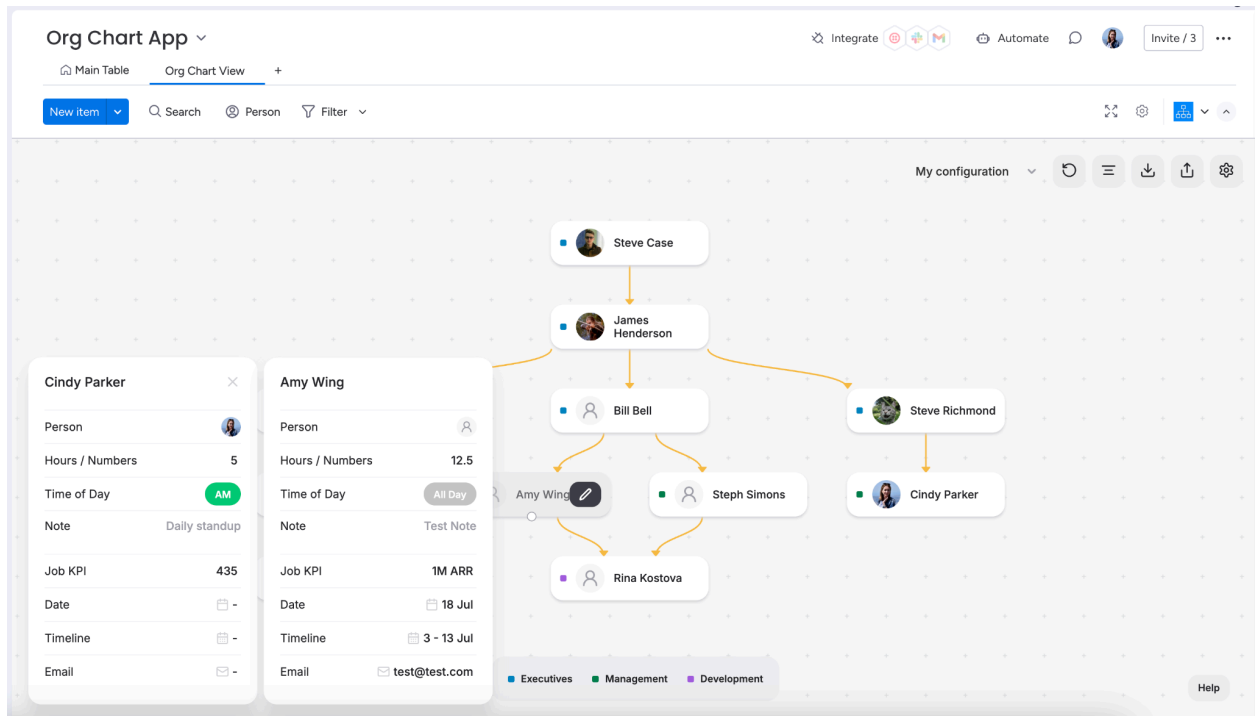 Org Chart App
Integrate
Automate
Invite / 3
Main Table
Org Chart View
+
New item
Search
Person
Filter
My configuration
Steve Case
James
Henderson
Bill Bell
Steve Richmond
Amy Wing
Steph Simons
Cindy Parker
Rina Kostova
Cindy Parker
Person
Hours / Numbers 5
Time of Day AM
Note Daily standup
Job KPI 435
Date -
Timeline -
Email -
Amy Wing
Person
Hours / Numbers 12.5
Time of Day All Day
Note Test Note
Job KPI 1M ARR
Date 18 Jul
Timeline 3 - 13 Jul
Email test@test.com
Executives
Management
Development
Help